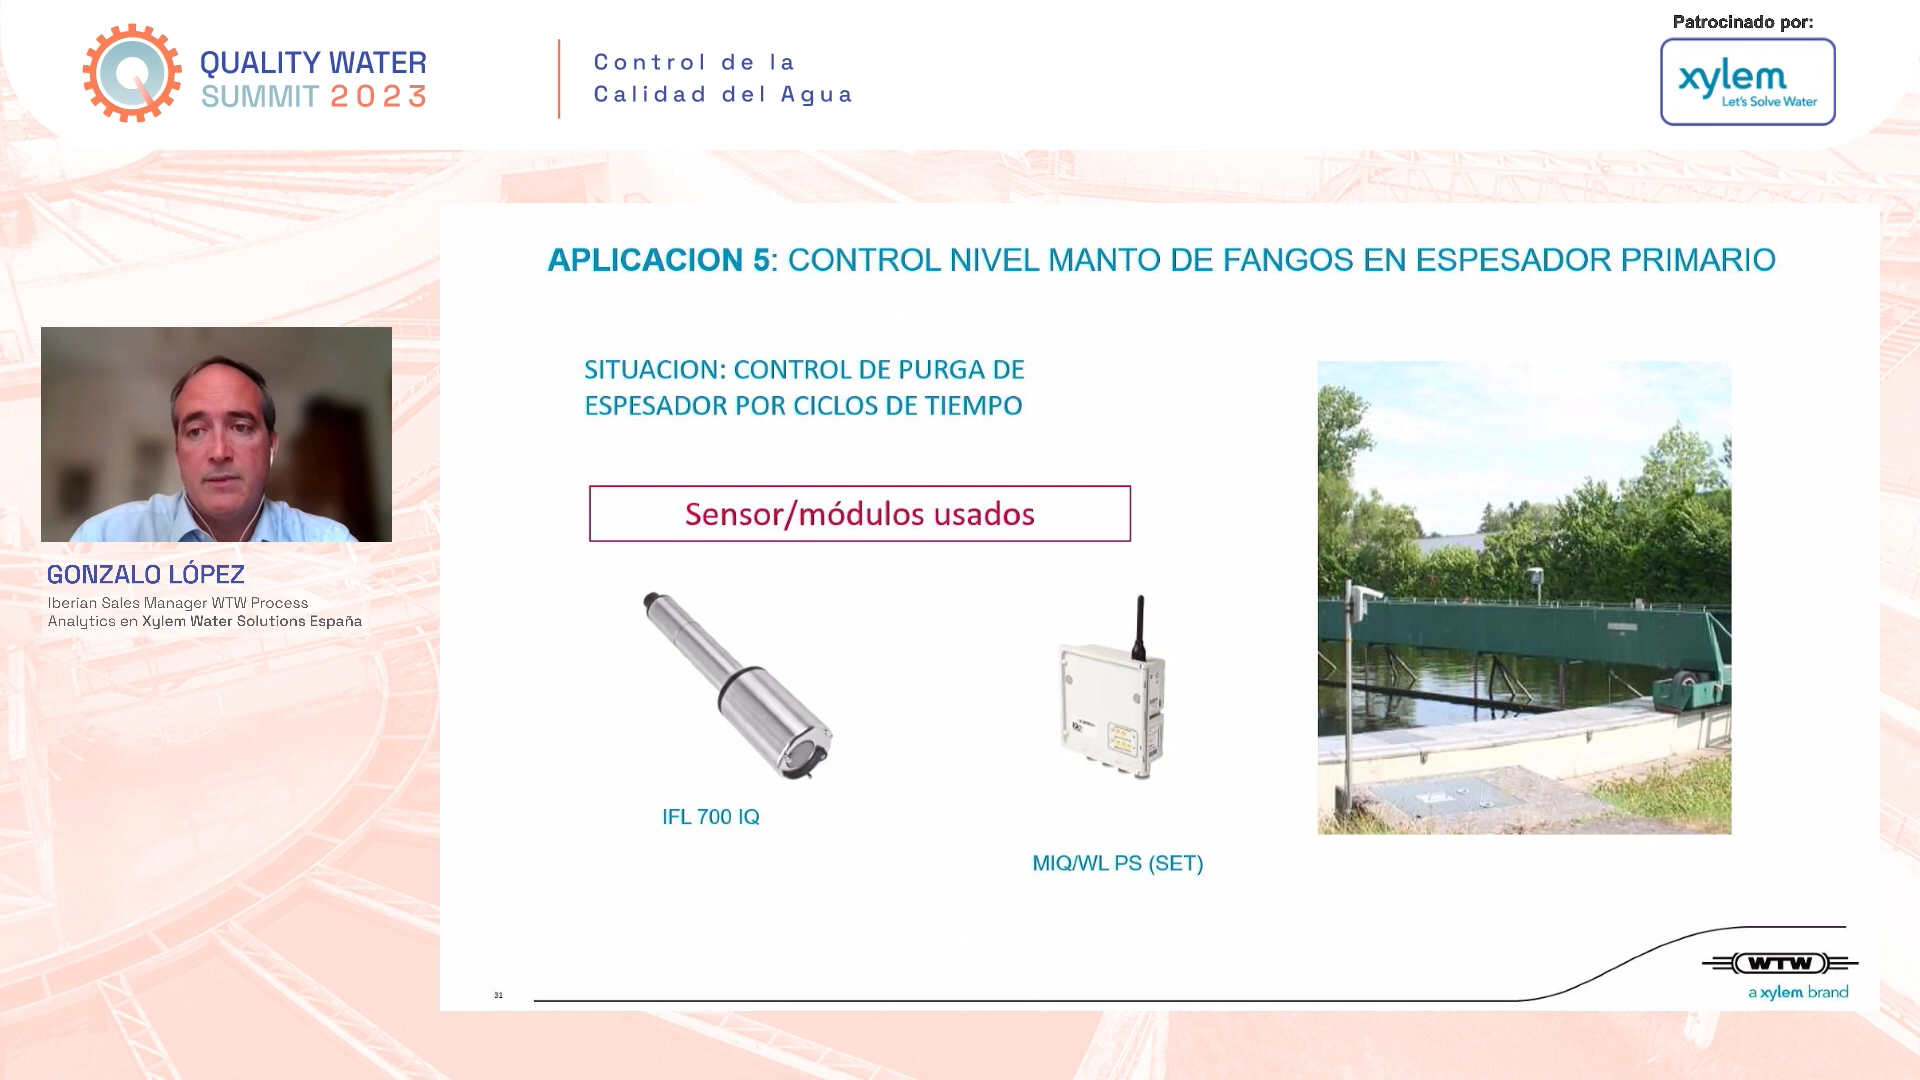 QUALITY WATER
SUMMIT 2023
Control de la
Calidad del Agua
Patrocinado por:
xylem
Let's Solve Water
APLICACION 5: CONTROL NIVEL MANTO DE FANGOS EN ESPESADOR PRIMARIO
SITUACION: CONTROL DE PURGA DE
ESPESADOR POR CICLOS DE TIEMPO
Sensor/módulos usados
IFL 700 IQ
MIQ/WL PS (SET)
GONZALO LÓPEZ
Iberian Sales Manager WTW Process
Analytics en Xylem Water Solutions España
31
WTW
a xylem brand